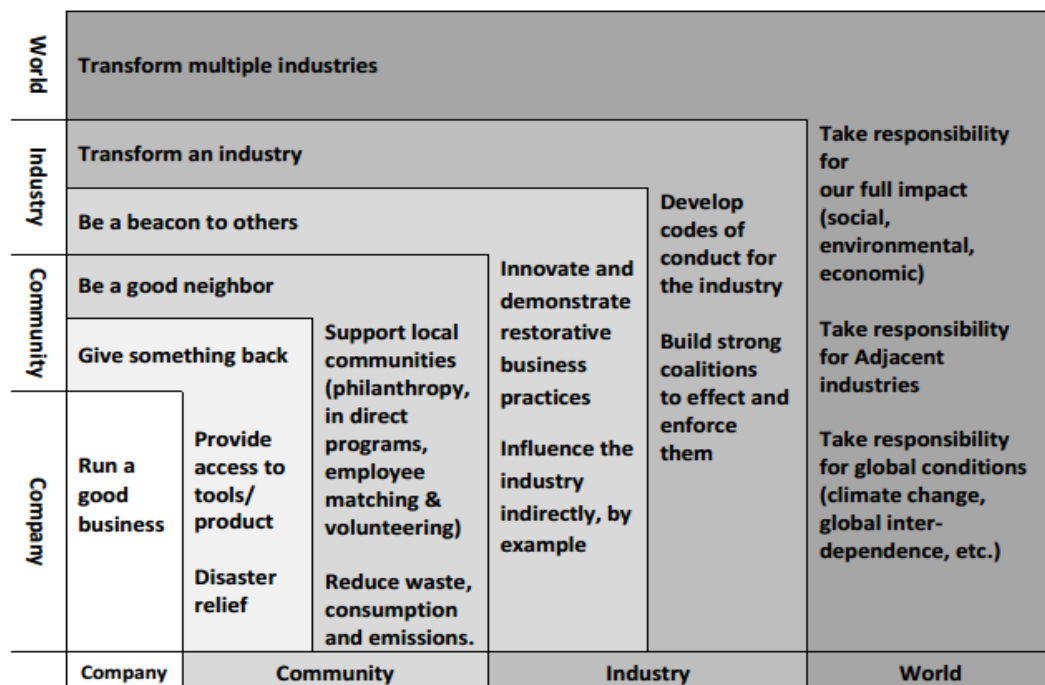 World
Transform multiple industries
Industry
Transform an industry
Be a beacon to others
Community
Be a good neighbor
Give something back
Company
Run a
good
business
Provide
access to
tools/
product
Disaster
relief
Support local
communities
(philanthropy,
in direct
programs,
employee
matching &
volunteering)
Reduce waste,
consumption
and emissions.
Innovate and
demonstrate
restorative
business
practices
Influence the
industry
indirectly, by
example
Develop
codes of
conduct for
the industry
Build strong
coalitions
to effect and
enforce
them
Take responsibility
for
our full impact
(social,
environmental,
economic)
Take responsibility
for Adjacent
industries
Take responsibility
for global conditions
(climate change,
global inter-
dependence, etc.)
Company
Community
Industry
World